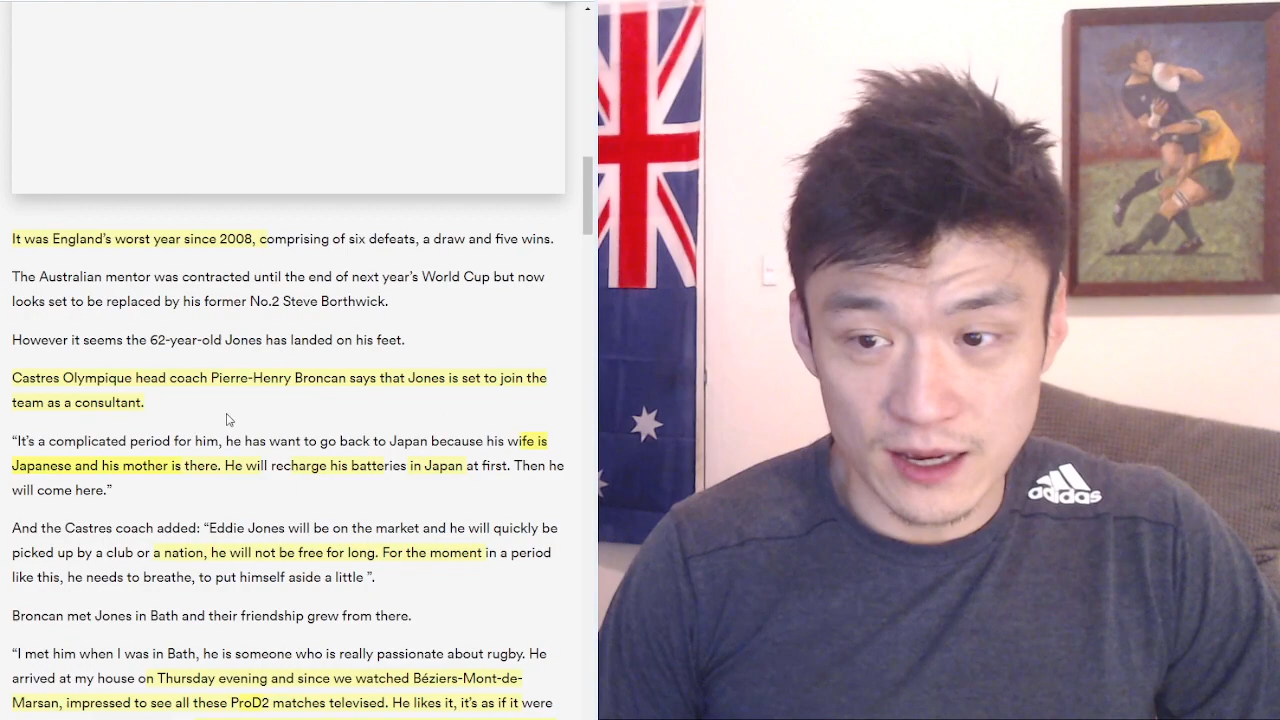 It was England's worst year since 2008, comprising of six defeats, a draw and five wins.
The Australian mentor was contracted until the end of next year's World Cup but now
looks set to be replaced by his former No.2 Steve Borthwick.
However it seems the 62-year-old Jones has landed on his feet.
Castres Olympique head coach Pierre-Henry Broncan says that Jones is set to join the
team as a consultant.
“It's a complicated period for him, he has want to go back to Japan because his wife is
Japanese and his mother is there. He will recharge his batteries in Japan at first. Then he
will come here.”
And the Castres coach added: “Eddie Jones will be on the market and he will quickly be
picked up by a club or a nation, he will not be free for long. For the moment in a period
like this, he needs to breathe, to put himself aside a little ”.
Broncan met Jones in Bath and their friendship grew from there.
“I met him when I was in Bath, he is someone who is really passionate about rugby. He
arrived at my house on Thursday evening and since we watched Béziers-Mont-de-
Marsan, impressed to see all these ProD2 matches televised. He likes it, it's as if it were
adidas